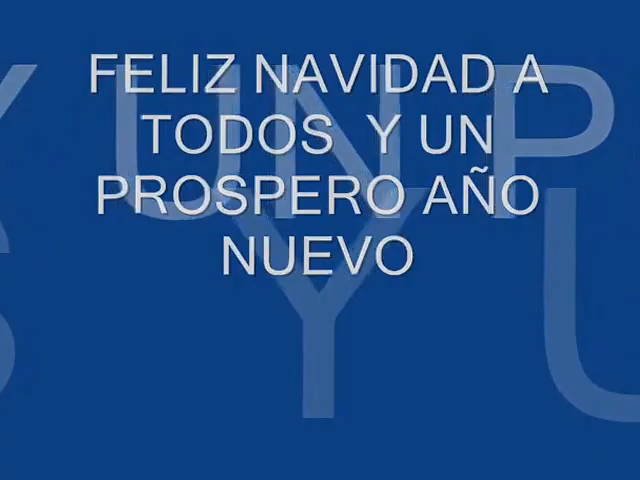 FELIZ NAVIDAD A
TODOS Y UN
PROSPERO AÑO
NUEVO